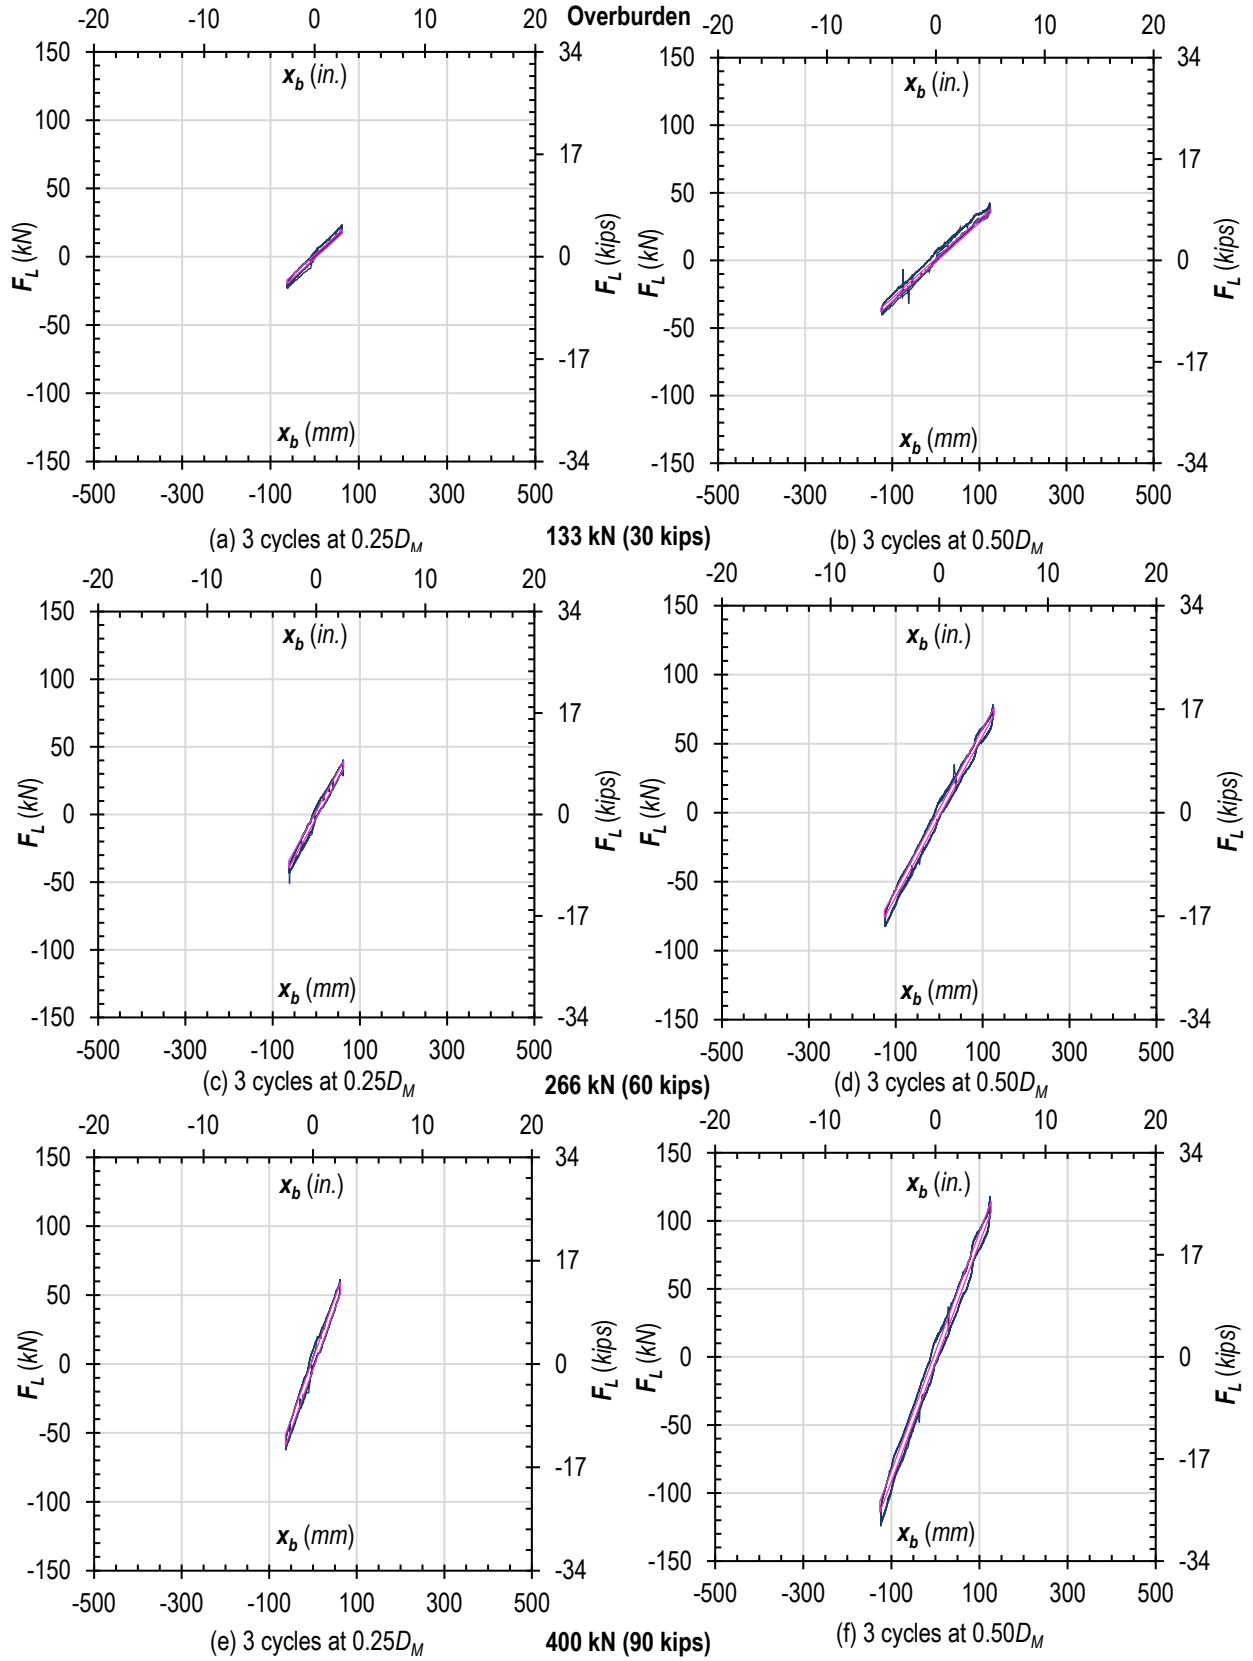 Overburden
-20 -10 0 10 20
150 34
x_b (in.)
100
17
50
F_L (kN) 0 0 F_L (kips)
-50
-17
-100
x_b (mm)
-150 -34
-500 -300 -100 100 300 500
(a) 3 cycles at 0.25D_M
-20 -10 0 10 20
150 34
x_b (in.)
100
17
50
F_L (kN) 0 0 F_L (kips)
-50
-17
-100
x_b (mm)
-150 -34
-500 -300 -100 100 300 500
(b) 3 cycles at 0.50D_M
133 kN (30 kips)
-20 -10 0 10 20
150 34
x_b (in.)
100
17
50
F_L (kN) 0 0 F_L (kips)
-50
-17
-100
x_b (mm)
-150 -34
-500 -300 -100 100 300 500
(c) 3 cycles at 0.25D_M
-20 -10 0 10 20
150 34
x_b (in.)
100
17
50
F_L (kN) 0 0 F_L (kips)
-50
-17
-100
x_b (mm)
-150 -34
-500 -300 -100 100 300 500
(d) 3 cycles at 0.50D_M
266 kN (60 kips)
-20 -10 0 10 20
150 34
x_b (in.)
100
17
50
F_L (kN) 0 0 F_L (kips)
-50
-17
-100
x_b (mm)
-150 -34
-500 -300 -100 100 300 500
(e) 3 cycles at 0.25D_M
-20 -10 0 10 20
150 34
x_b (in.)
100
17
50
F_L (kN) 0 0 F_L (kips)
-50
-17
-100
x_b (mm)
-150 -34
-500 -300 -100 100 300 500
(f) 3 cycles at 0.50D_M
400 kN (90 kips)